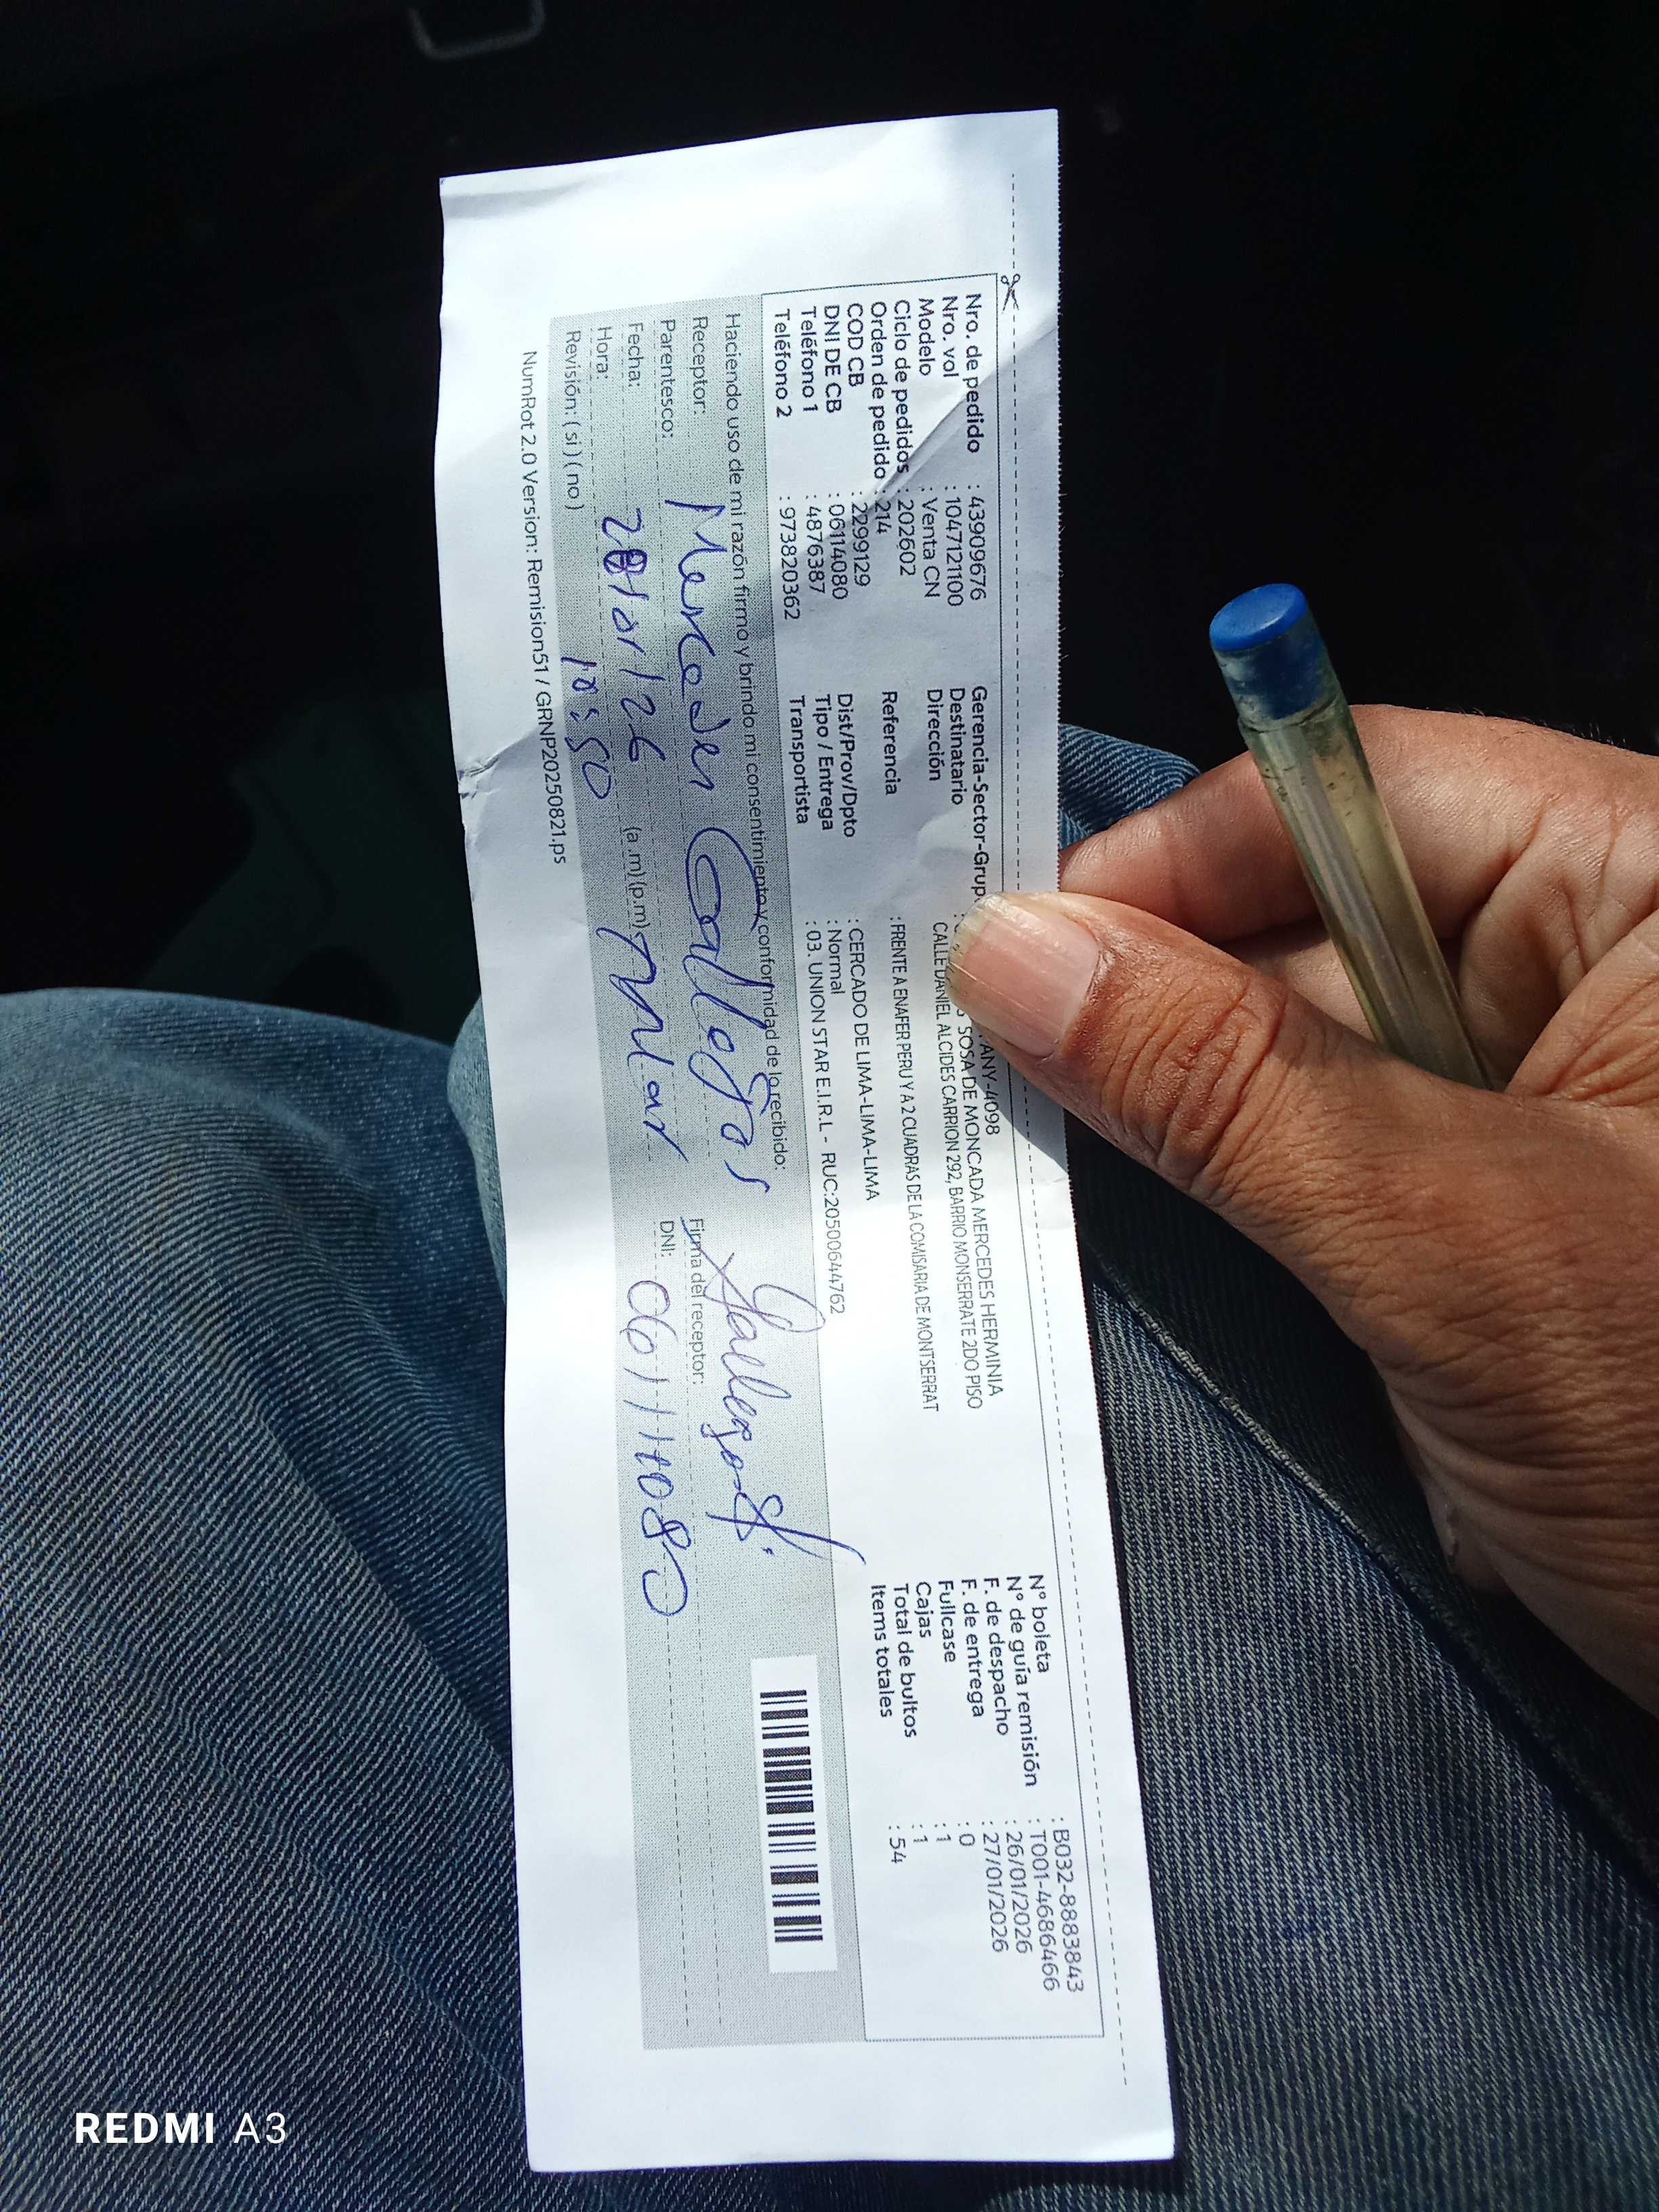 Nro. de pedido : 43909676
Nro. vol : 1047121100
Modelo : Venta CN
Ciclo de pedidos : 202602
Orden de pedido : 214
COD CB : 2299129
DNI DE CB : 06114080
Teléfono 1 : 4876387
Teléfono 2 : 973820362
Gerencia-Sector-Grup ANY-4098
Destinatario SOSA DE MONCADA MERCEDES HERMINIA
Dirección CALLE DANIEL ALCIDES CARRION 292, BARRIO MONSERRATE 2DO PISO
Referencia : FRENTE A ENAFER PERU Y A 2 CUADRAS DE LA COMISARIA DE MONTSERRAT
Dist/Prov/Dpto : CERCADO DE LIMA-LIMA-LIMA
Tipo / Entrega : Normal
Transportista : 03. UNION STAR E.I.R.L - RUC:20500644762
N° boleta : B032-8883843
N° de guía remisión : T001-4686466
F. de despacho : 26/01/2026
F. de entrega : 27/01/2026
Fullcase : 0
Cajas : 1
Total de bultos : 1
Items totales : 54
Haciendo uso de mi razón firmo y brindo mi consentimiento y conformidad de lo recibido:
Receptor: Mercedes Gallegos
Parentesco:
Fecha: 28/01/26
Hora: 10:50 (a.m)(p.m)
Revisión: ( si ) ( no )
Firma del receptor: Gallegos
DNI: 06114080
NumRot 2.0 Version: Remision51 / GRNP20250821.ps
REDMI A3